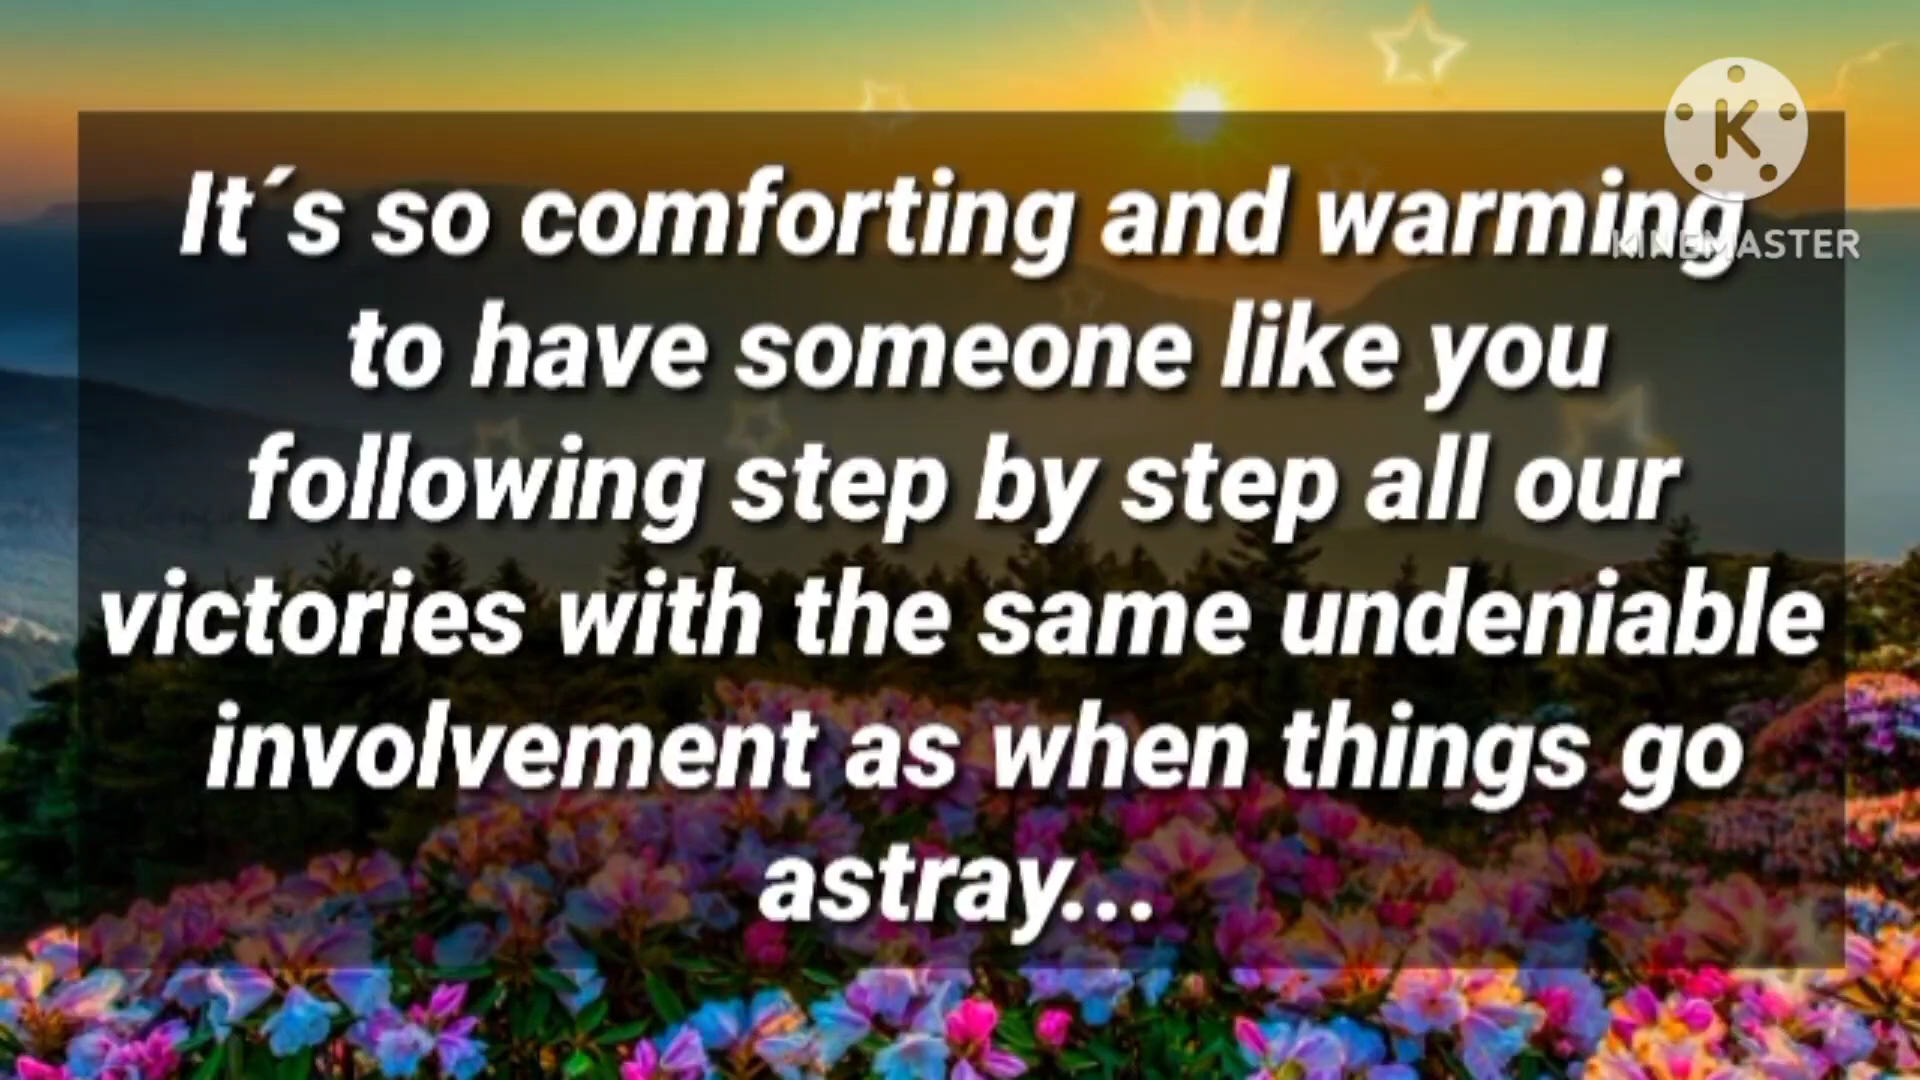 It´s so comforting and warming
KINEMASTER
to have someone like you
following step by step all our
victories with the same undeniable
involvement as when things go
astray...